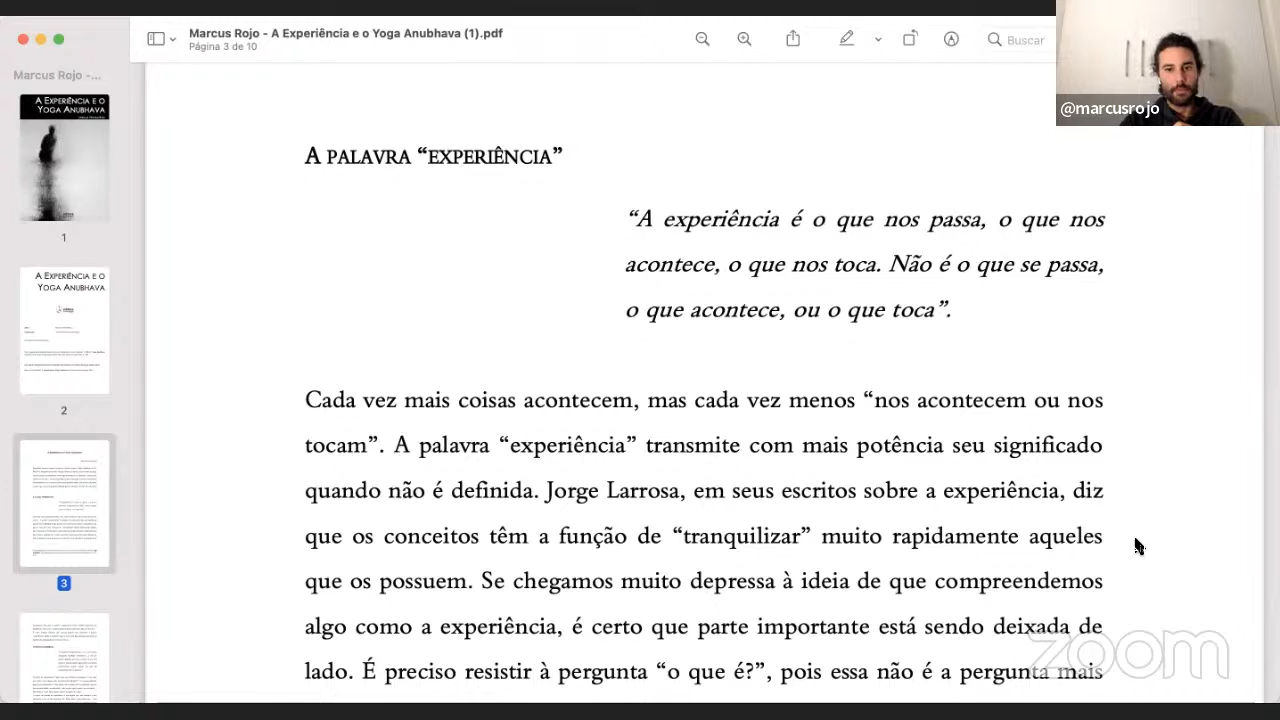 Marcus Rojo - A Experiência e o Yoga Anubhava (1).pdf
Página 3 de 10
Buscar
@marcusrojo
Marcus Rojo -...
A EXPERIÊNCIA E O
YOGA ANUBHAVA
1
A EXPERIÊNCIA E O
YOGA ANUBHAVA
2
3
A PALAVRA “EXPERIÊNCIA”
“A experiência é o que nos passa, o que nos
acontece, o que nos toca. Não é o que se passa,
o que acontece, ou o que toca”.
Cada vez mais coisas acontecem, mas cada vez menos “nos acontecem ou nos
tocam”. A palavra “experiência” transmite com mais potência seu significado
quando não é definida. Jorge Larrosa, em seus escritos sobre a experiência, diz
que os conceitos têm a função de “tranquilizar” muito rapidamente aqueles
que os possuem. Se chegamos muito depressa à ideia de que compreendemos
algo como a experiência, é certo que parte importante está sendo deixada de
lado. É preciso resistir à pergunta “o que é?”, pois essa não é a pergunta mais
zoom